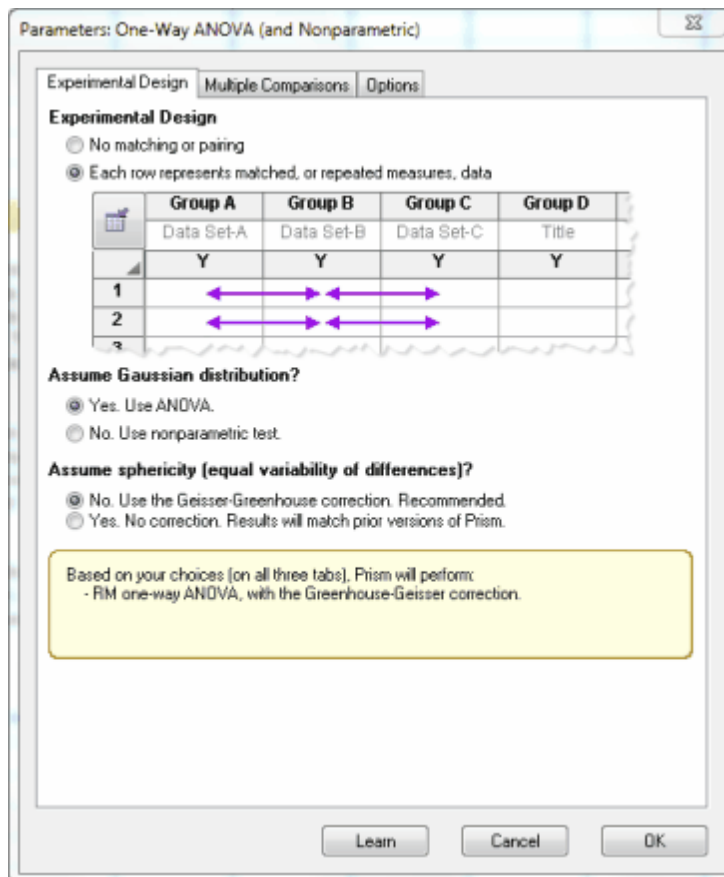 Parameters: One-Way ANOVA (and Nonparametric)
Experimental Design Multiple Comparisons Options
Experimental Design
No matching or pairing
Each row represents matched, or repeated measures, data
Group A Group B Group C Group D
Data Set-A Data Set-B Data Set-C Title
Y Y Y Y
1
2
3
Assume Gaussian distribution?
Yes. Use ANOVA.
No. Use nonparametric test.
Assume sphericity (equal variability of differences)?
No. Use the Geisser-Greenhouse correction. Recommended.
Yes. No correction. Results will match prior versions of Prism.
Based on your choices (on all three tabs), Prism will perform:
- RM one-way ANOVA, with the Greenhouse-Geisser correction.
Learn Cancel OK